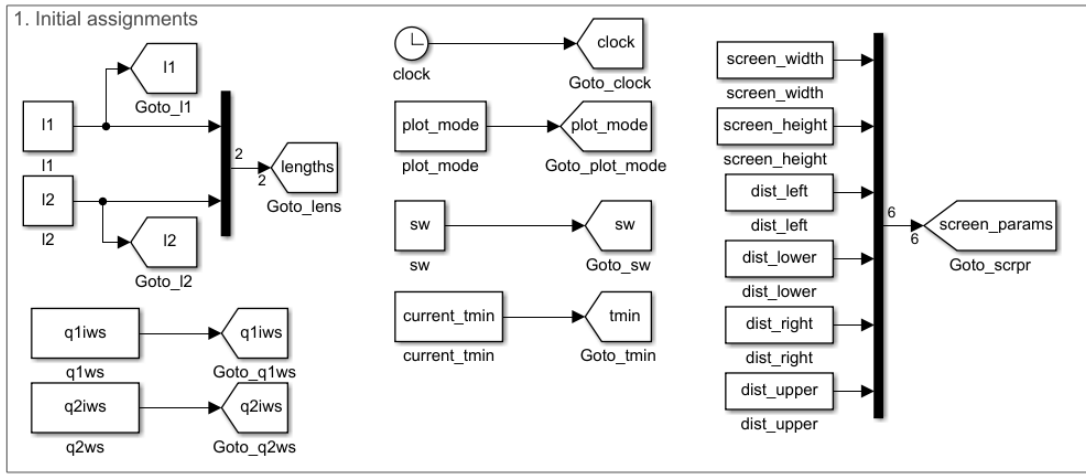 1. Initial assignments
l1
Goto_l1
l1
l1
l2
l2
l2
Goto_l2
2
2
lengths
Goto_lens
q1iws
q1ws
q1iws
Goto_q1ws
q2iws
q2ws
q2iws
Goto_q2ws
clock
clock
Goto_clock
plot_mode
plot_mode
plot_mode
Goto_plot_mode
sw
sw
sw
Goto_sw
current_tmin
current_tmin
tmin
Goto_tmin
screen_width
screen_width
screen_height
screen_height
dist_left
dist_left
dist_lower
dist_lower
dist_right
dist_right
dist_upper
dist_upper
6
6
screen_params
Goto_scrpr